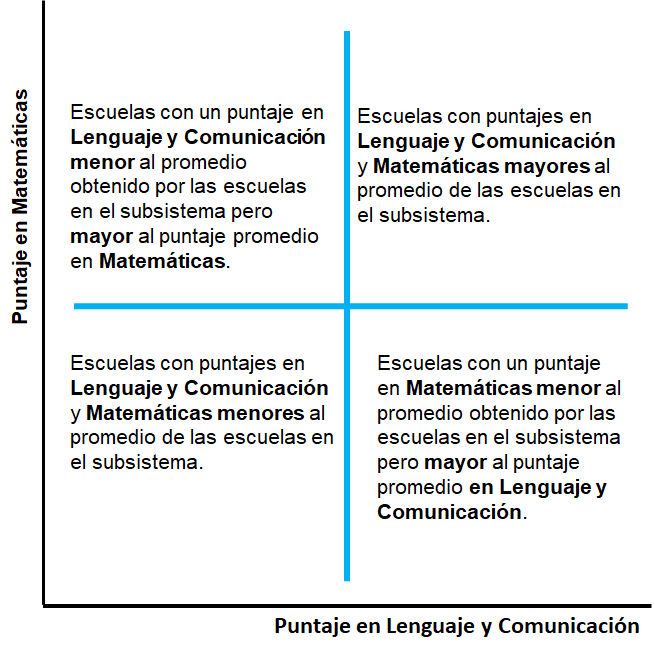 Puntaje en Matemáticas
Escuelas con un puntaje en
Lenguaje y Comunicación
menor al promedio
obtenido por las escuelas
en el subsistema pero
mayor al puntaje promedio
en Matemáticas.
Escuelas con puntajes en
Lenguaje y Comunicación
y Matemáticas mayores al
promedio de las escuelas en
el subsistema.
Escuelas con puntajes en
Lenguaje y Comunicación
y Matemáticas menores al
promedio de las escuelas en
el subsistema.
Escuelas con un puntaje
en Matemáticas menor al
promedio obtenido por las
escuelas en el subsistema
pero mayor al puntaje
promedio en Lenguaje y
Comunicación.
Puntaje en Lenguaje y Comunicación